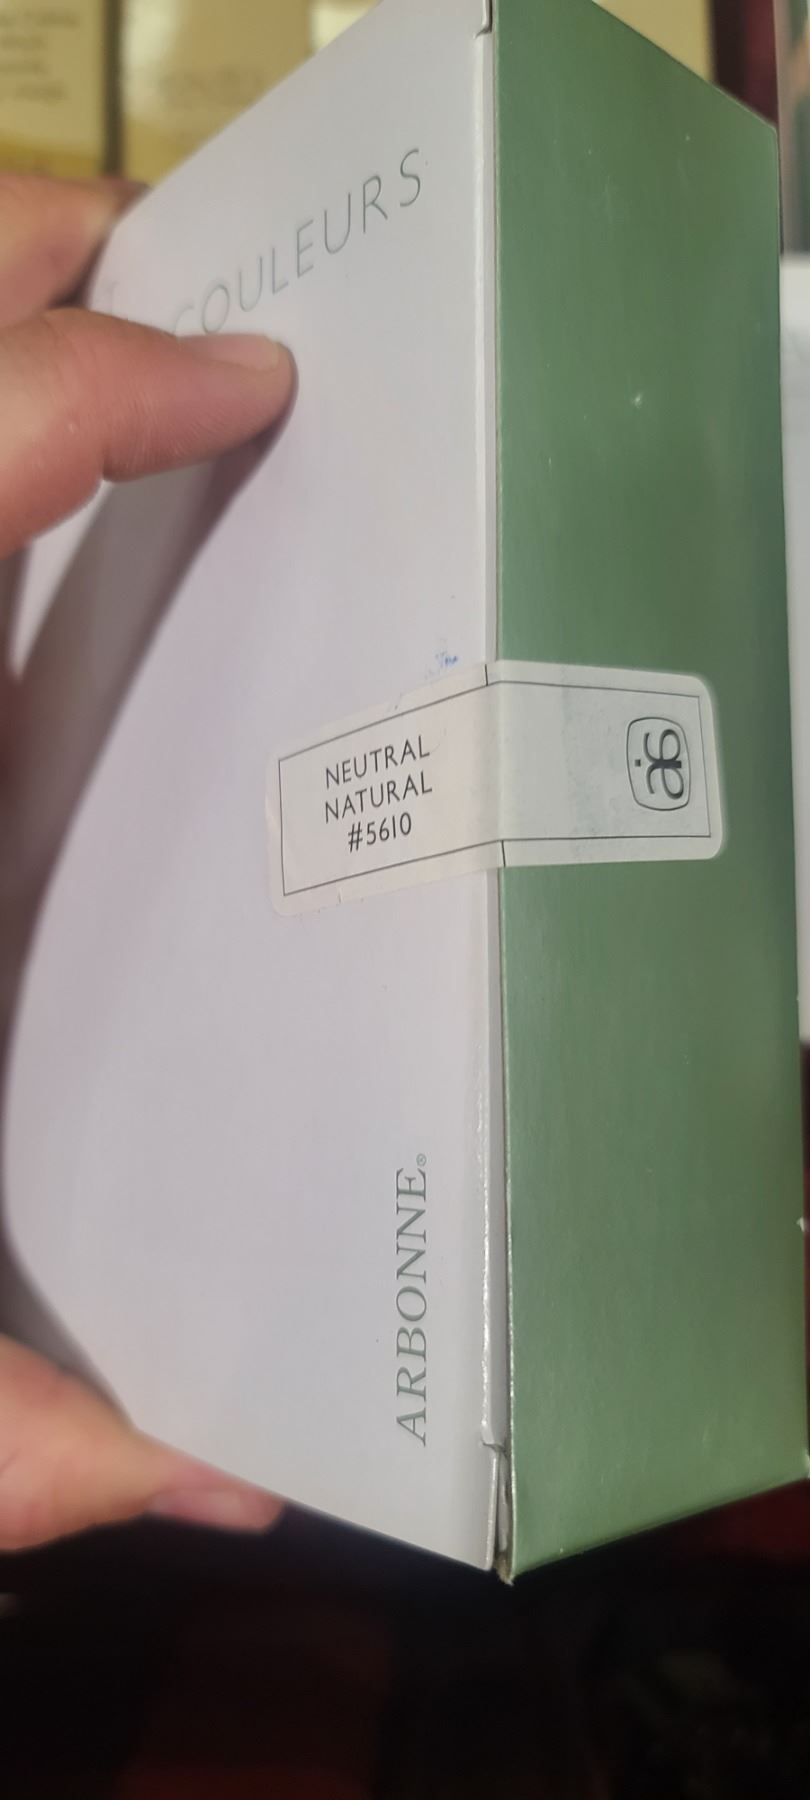 COULEURS
NEUTRAL
NATURAL
#5610
ARBONNE®